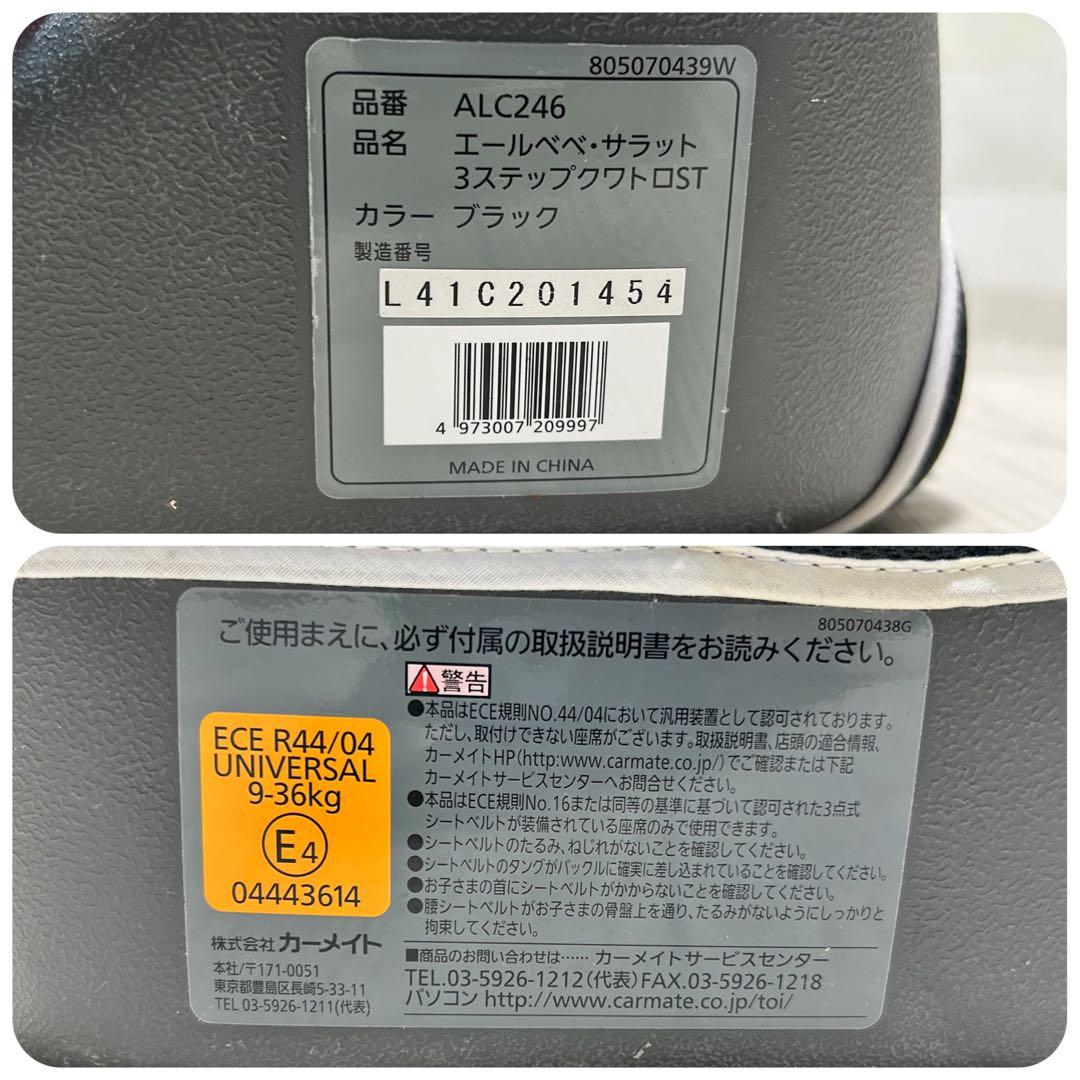 805070439W
品番 ALC246
品名 エールベベ・サラット
3ステップクワトロST
カラー ブラック
製造番号
L41C201454
4 973007 209997
MADE IN CHINA
805070438G
ご使用まえに、必ず付属の取扱説明書をお読みください。
警告
●本品はECE規則NO.44/04において汎用装置として認可されております。
ただし、取付けできない座席がございます。取扱説明書、店頭の適合情報、
カーメイトHP(http:www.carmate.co.jp/)でご確認または下記
カーメイトサービスセンターへお問合せください。
●本品はECE規則No.16または同等の基準に基づいて認可された3点式
シートベルトが装備されている座席のみで使用できます。
●シートベルトのたるみ、ねじれがないことを確認してください。
●シートベルトのタングがバックルに確実に差し込まれていることを確認してください。
●お子さまの首にシートベルトがかからないことを確認してください。
●腰シートベルトがお子さまの骨盤上を通り、たるみがないようにしっかりと
拘束してください。
■商品のお問い合わせは…… カーメイトサービスセンター
TEL.03-5926-1212(代表)FAX.03-5926-1218
パソコン http://www.carmate.co.jp/toi/
ECE R44/04
UNIVERSAL
9-36kg
E4
04443614
株式会社 カーメイト
本社/〒171-0051
東京都豊島区長崎5-33-11
TEL 03-5926-1211(代表)